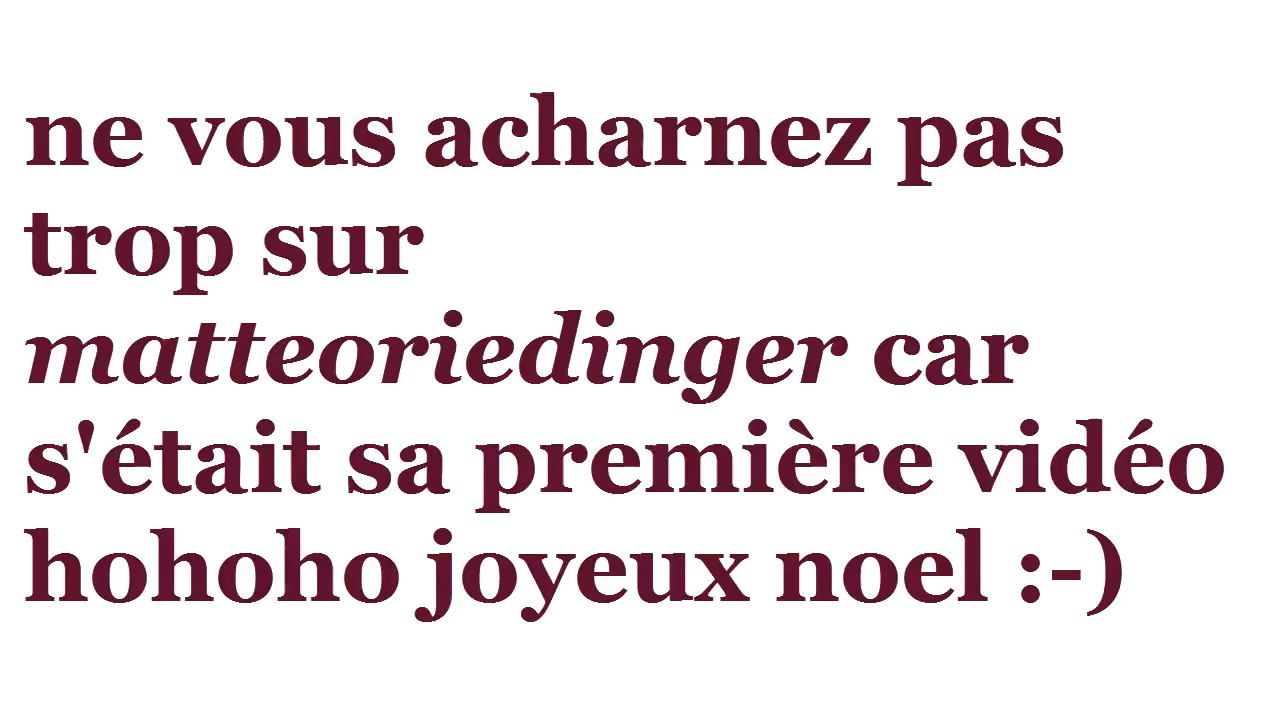 ne vous acharnez pas
trop sur
matteoriedinger car
s'était sa première vidéo
hohoho joyeux noel :-)